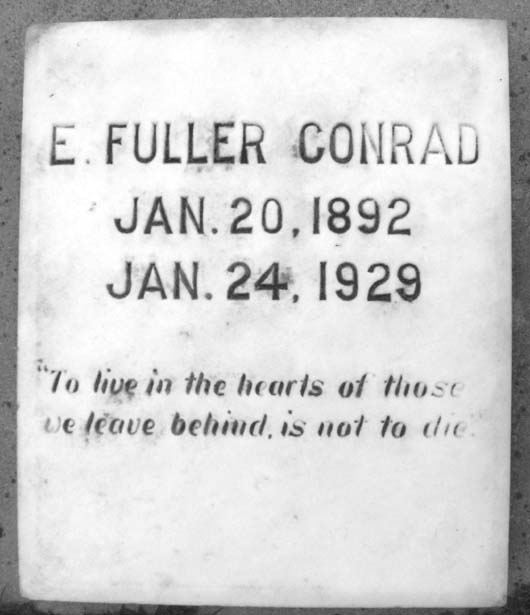 E. FULLER CONRAD
JAN. 20, 1892
JAN. 24, 1929
"To live in the hearts of those
we leave behind, is not to die."